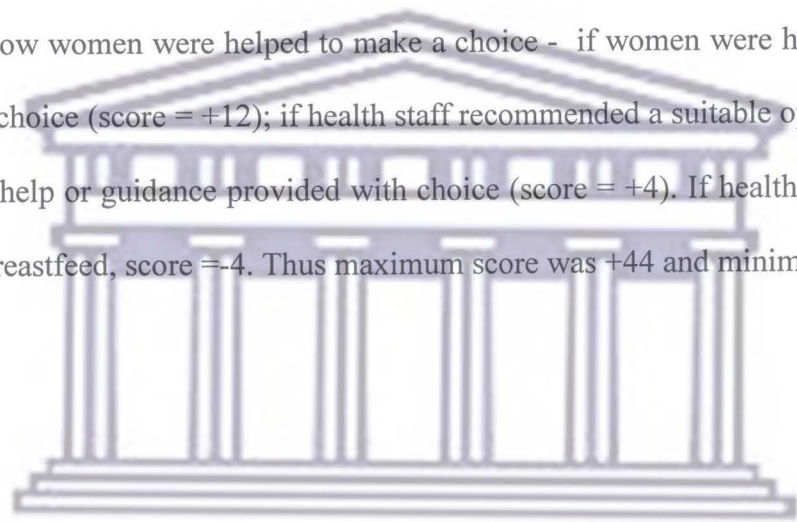 ow women were helped to make a choice - if women were h
choice (score = +12); if health staff recommended a suitable o
help or guidance provided with choice (score = +4). If health
reastfeed, score =-4. Thus maximum score was +44 and minim